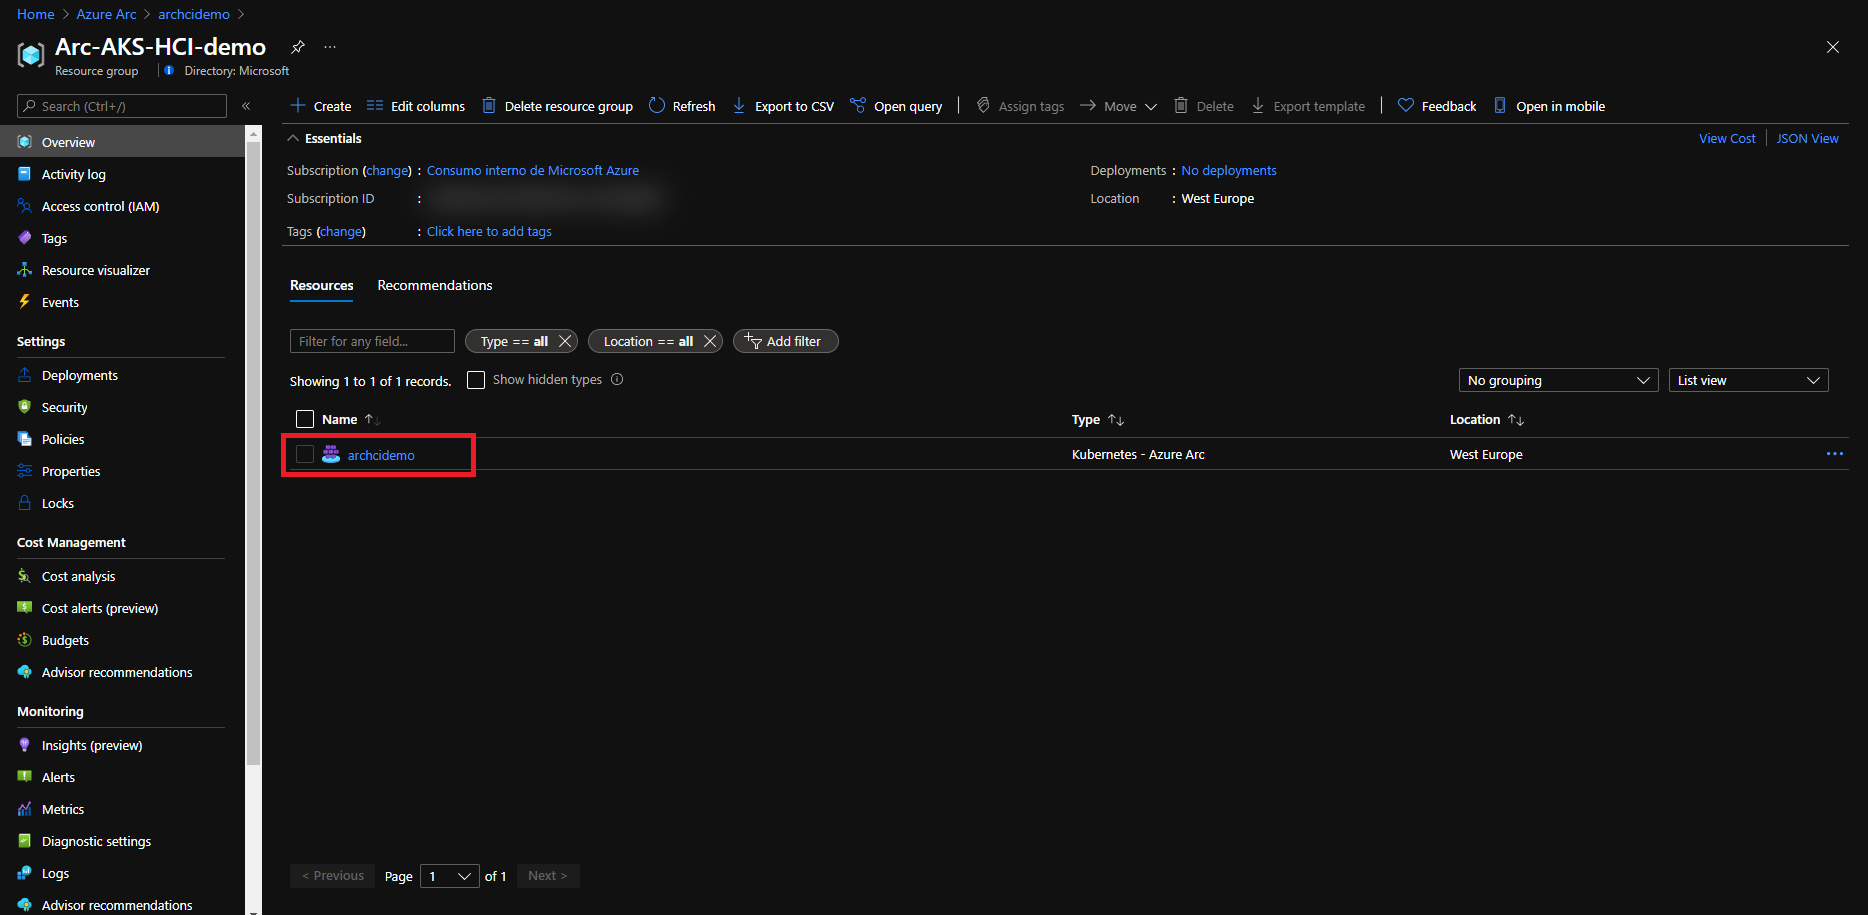 Home > Azure Arc > archcidemo >
Arc-AKS-HCI-demo ...
Resource group | Directory: Microsoft
Search (Ctrl+/) «
+ Create Edit columns Delete resource group Refresh Export to CSV Open query | Assign tags Move Delete Export template | Feedback Open in mobile
Overview
Activity log
Access control (IAM)
Tags
Resource visualizer
Events
Settings
Deployments
Security
Policies
Properties
Locks
Cost Management
Cost analysis
Cost alerts (preview)
Budgets
Advisor recommendations
Monitoring
Insights (preview)
Alerts
Metrics
Diagnostic settings
Logs
Advisor recommendations
Essentials
View Cost | JSON View
Subscription (change) : Consumo interno de Microsoft Azure
Subscription ID :
Tags (change) : Click here to add tags
Deployments : No deployments
Location : West Europe
Resources Recommendations
Filter for any field... Type == all Location == all Add filter
Showing 1 to 1 of 1 records. Show hidden types
No grouping List view
Name ↑↓ Type ↑↓ Location ↑↓
archcidemo Kubernetes - Azure Arc West Europe ...
< Previous Page 1 of 1 Next >